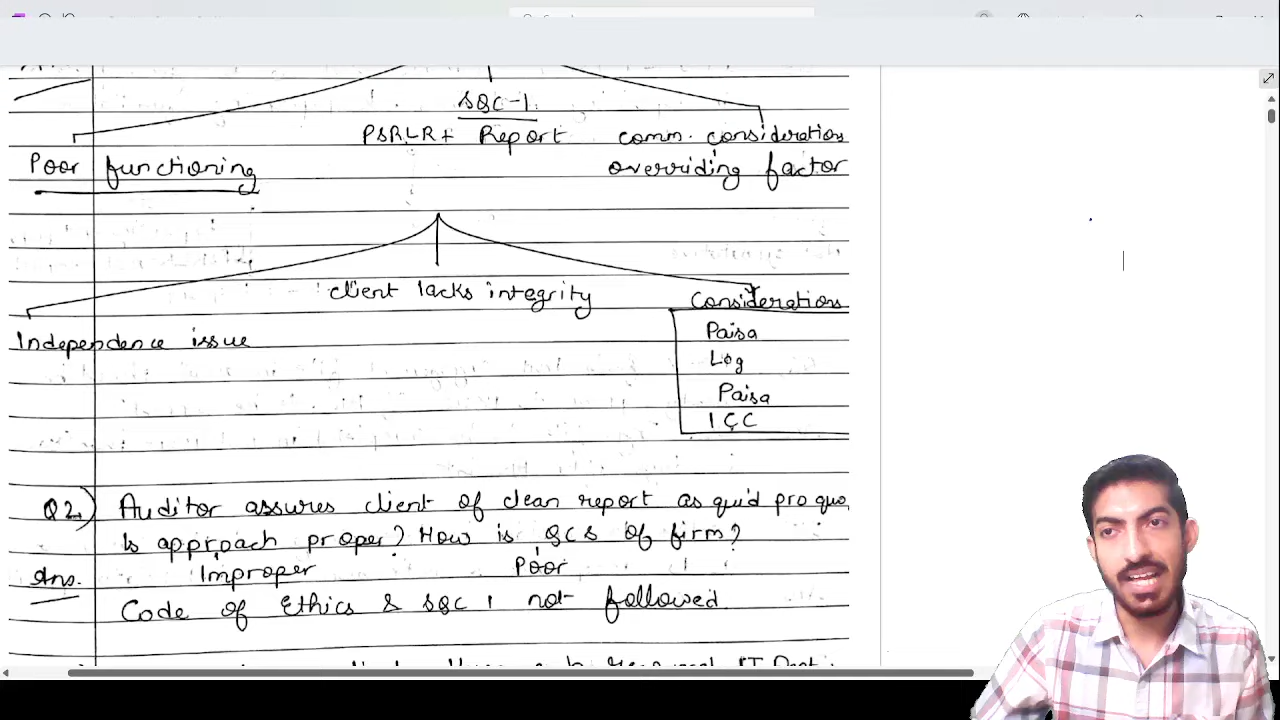 SQC-1
PSRLR+ Report comm. consideration
Poor functioning overriding factor
client lacks integrity Considerations
Independence issue Paisa
Log
Paisa
ICC
Q2.) Auditor assures client of clean report as quid pro quo
Is approach proper? How is QCS of firm?
Ans. Improper Poor
Code of Ethics & SQC 1 not followed.